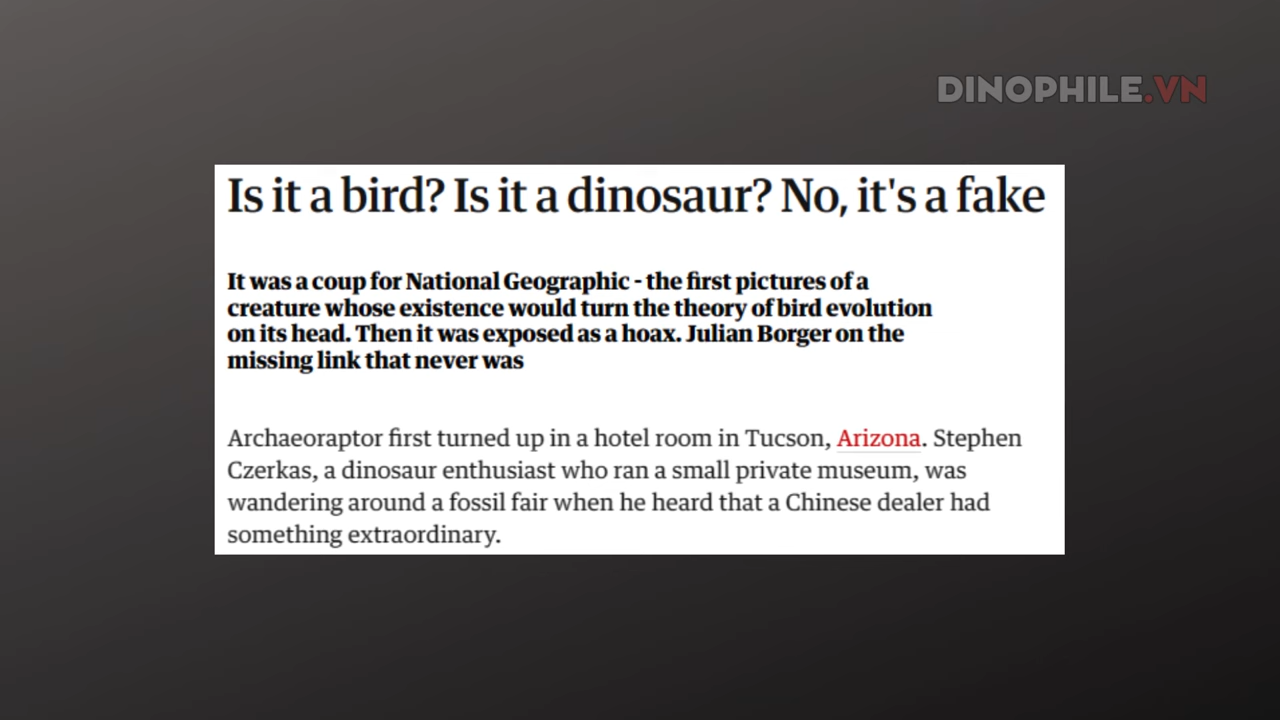 DINOPHILE.VN
Is it a bird? Is it a dinosaur? No, it's a fake
It was a coup for National Geographic - the first pictures of a
creature whose existence would turn the theory of bird evolution
on its head. Then it was exposed as a hoax. Julian Borger on the
missing link that never was
Archaeoraptor first turned up in a hotel room in Tucson, Arizona. Stephen
Czerkas, a dinosaur enthusiast who ran a small private museum, was
wandering around a fossil fair when he heard that a Chinese dealer had
something extraordinary.